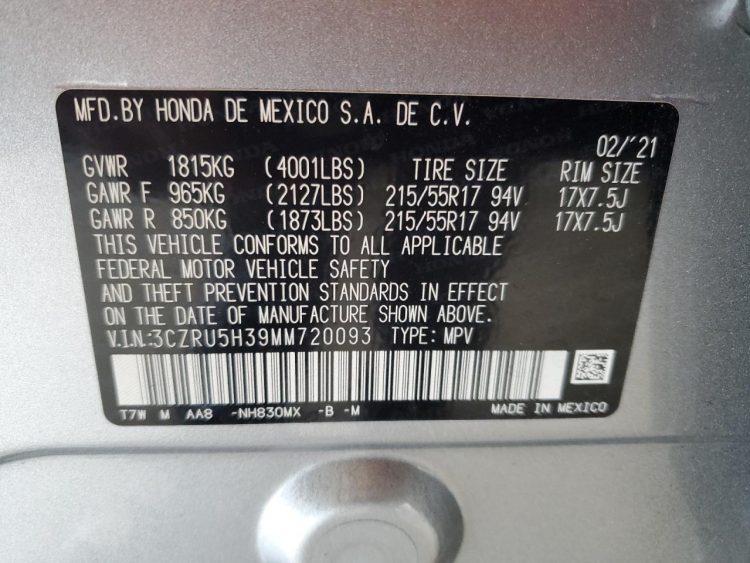 MFD.BY HONDA DE MEXICO S.A. DE C.V.
02/'21
GVWR 1815KG (4001LBS) TIRE SIZE RIM SIZE
GAWR F 965KG (2127LBS) 215/55R17 94V 17X7.5J
GAWR R 850KG (1873LBS) 215/55R17 94V 17X7.5J
THIS VEHICLE CONFORMS TO ALL APPLICABLE
FEDERAL MOTOR VEHICLE SAFETY
AND THEFT PREVENTION STANDARDS IN EFFECT
ON THE DATE OF MANUFACTURE SHOWN ABOVE.
V.I.N.:3CZRU5H39MM720093 TYPE: MPV
T7W M AA8 -NH830MX -B -M MADE IN MEXICO